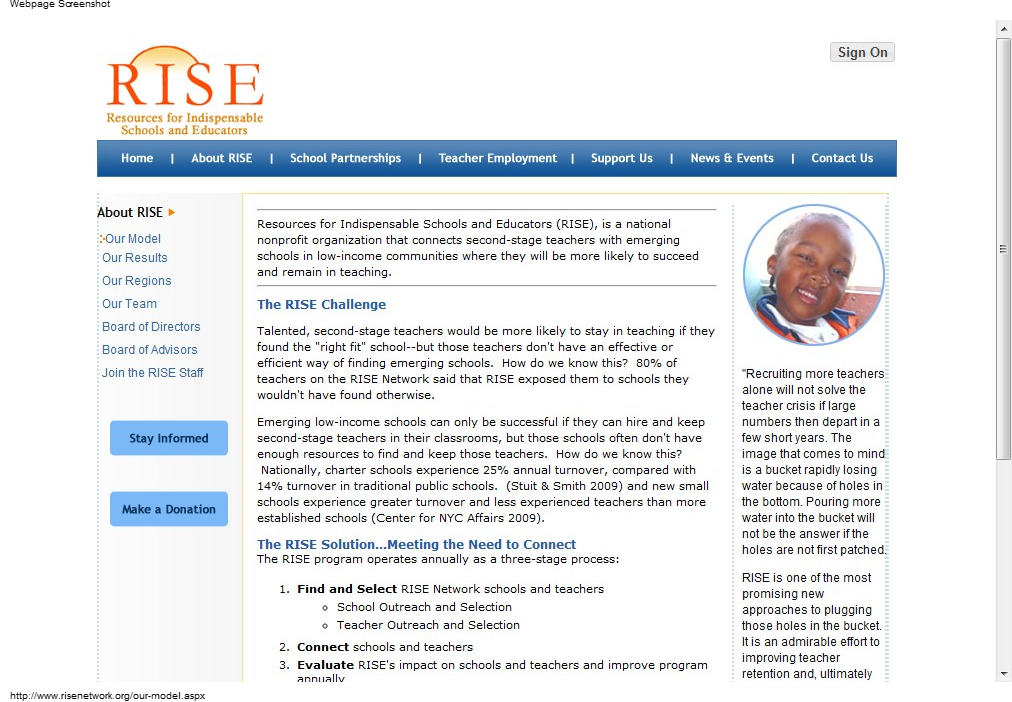 Webpage Screenshot
Sign On
RISE
Resources for Indispensable
Schools and Educators
Home | About RISE | School Partnerships | Teacher Employment | Support Us | News & Events | Contact Us
About RISE
Our Model
Our Results
Our Regions
Our Team
Board of Directors
Board of Advisors
Join the RISE Staff
Stay Informed
Make a Donation
Resources for Indispensable Schools and Educators (RISE), is a national
nonprofit organization that connects second-stage teachers with emerging
schools in low-income communities where they will be more likely to succeed
and remain in teaching.
The RISE Challenge
Talented, second-stage teachers would be more likely to stay in teaching if they
found the "right fit" school--but those teachers don't have an effective or
efficient way of finding emerging schools. How do we know this? 80% of
teachers on the RISE Network said that RISE exposed them to schools they
wouldn't have found otherwise.
Emerging low-income schools can only be successful if they can hire and keep
second-stage teachers in their classrooms, but those schools often don't have
enough resources to find and keep those teachers. How do we know this?
Nationally, charter schools experience 25% annual turnover, compared with
14% turnover in traditional public schools. (Stuit & Smith 2009) and new small
schools experience greater turnover and less experienced teachers than more
established schools (Center for NYC Affairs 2009).
The RISE Solution...Meeting the Need to Connect
The RISE program operates annually as a three-stage process:
1. Find and Select RISE Network schools and teachers
School Outreach and Selection
Teacher Outreach and Selection
2. Connect schools and teachers
3. Evaluate RISE's impact on schools and teachers and improve program
annually
"Recruiting more teachers
alone will not solve the
teacher crisis if large
numbers then depart in a
few short years. The
image that comes to mind
is a bucket rapidly losing
water because of holes in
the bottom. Pouring more
water into the bucket will
not be the answer if the
holes are not first patched.
RISE is one of the most
promising new
approaches to plugging
those holes in the bucket.
It is an admirable effort to
improving teacher
retention and, ultimately
http://www.risenetwork.org/our-model.aspx